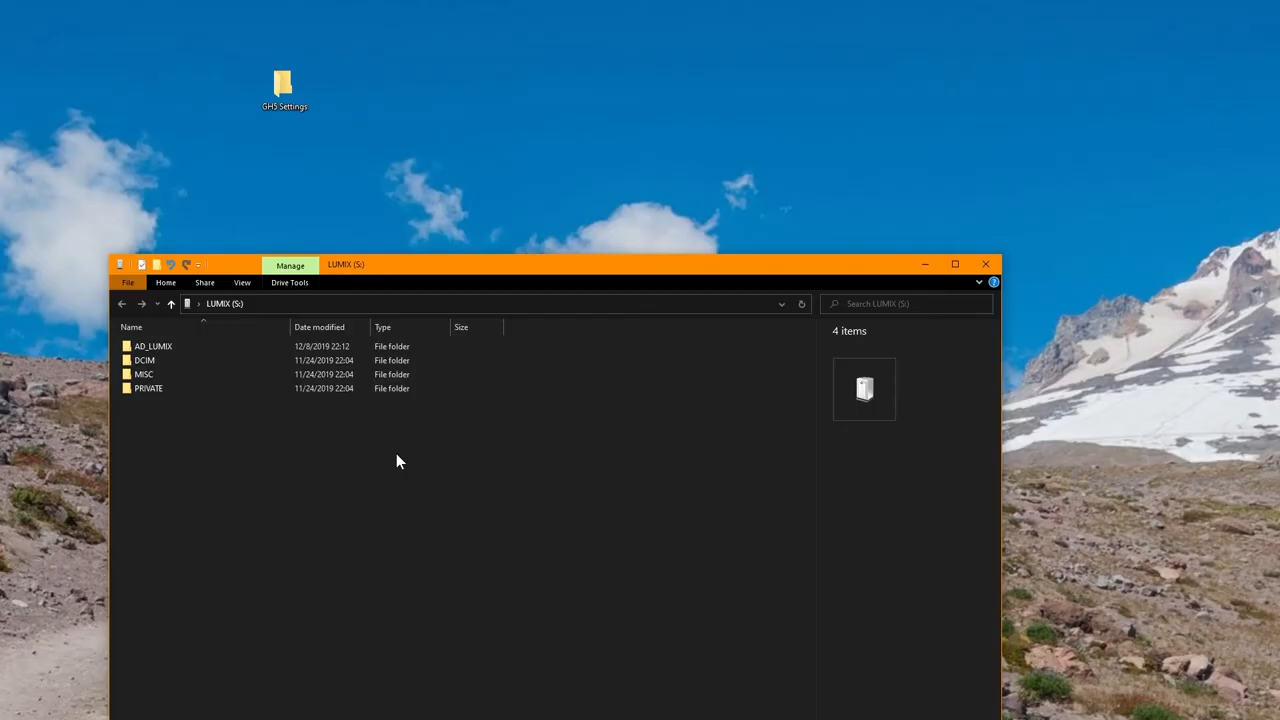 GH5 Settings
Manage LUMIX (S:)
File Home Share View Drive Tools
LUMIX (S:) Search LUMIX (S:)
Name Date modified Type Size
4 items
AD_LUMIX 12/8/2019 22:12 File folder
DCIM 11/24/2019 22:04 File folder
MISC 11/24/2019 22:04 File folder
PRIVATE 11/24/2019 22:04 File folder